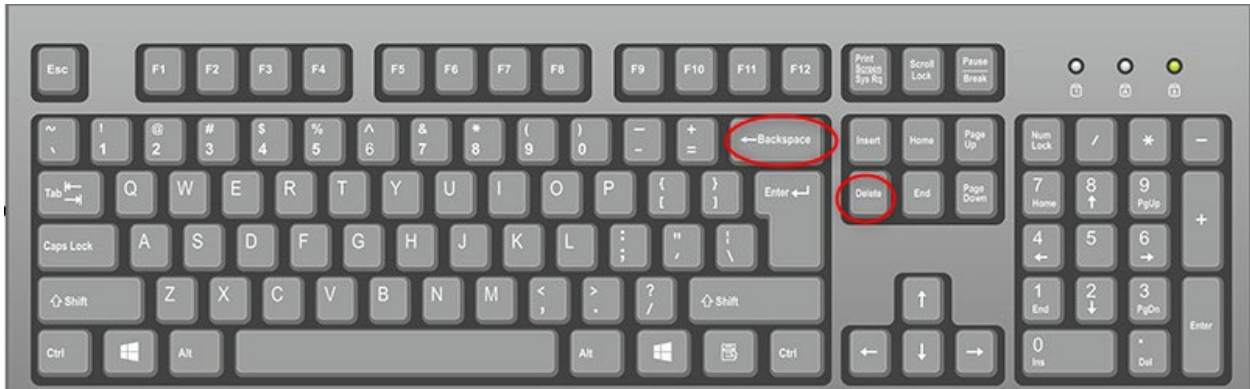 Esc F1 F2 F3 F4 F5 F6 F7 F8 F9 F10 F11 F12 Print Screen Sys Rq Scroll Lock Pause Break
~ ` ! 1 @ 2 # 3 $ 4 % 5 ^ 6 & 7 * 8 ( 9 ) 0 — - + = ←Backspace Insert Home Page Up Num Lock / * −
Tab Q W E R T Y U I O P { [ } ] Enter Delete End Page Down 7 Home 8 ↑ 9 PgUp +
Caps Lock A S D F G H J K L : ; " ' ¦ \ 4 ← 5 6 →
⇧ Shift Z X C V B N M < , > . ? / ⇧ Shift ↑ 1 End 2 ↓ 3 PgDn Enter
Ctrl Alt Alt Ctrl ← ↓ → 0 Ins . Del